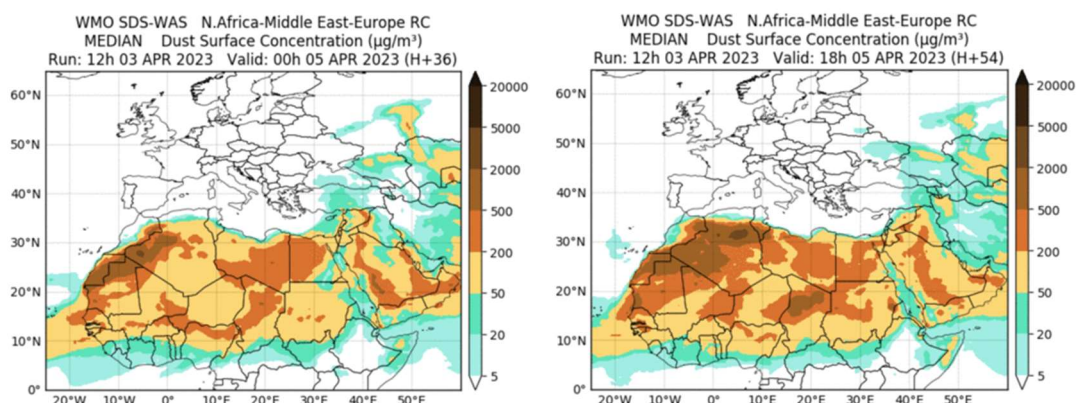 WMO SDS-WAS N.Africa-Middle East-Europe RC
MEDIAN Dust Surface Concentration (µg/m³)
Run: 12h 03 APR 2023 Valid: 00h 05 APR 2023 (H+36)
60°N
50°N
40°N
30°N
20°N
10°N
0°
20°W 10°W 0° 10°E 20°E 30°E 40°E 50°E
20000
5000
2000
500
200
50
20
5
WMO SDS-WAS N.Africa-Middle East-Europe RC
MEDIAN Dust Surface Concentration (µg/m³)
Run: 12h 03 APR 2023 Valid: 18h 05 APR 2023 (H+54)
60°N
50°N
40°N
30°N
20°N
10°N
0°
20°W 10°W 0° 10°E 20°E 30°E 40°E 50°E
20000
5000
2000
500
200
50
20
5